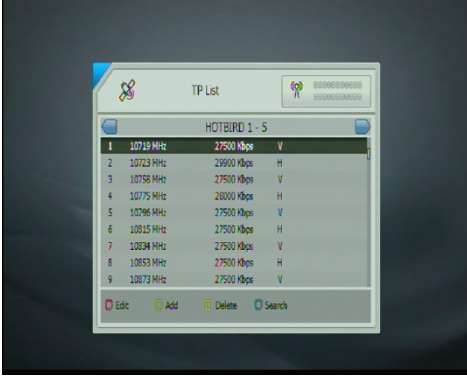 TP List
HOTBIRD 1 - 5
1 10719 MHz 27500 Kbps V
2 10723 MHz 29900 Kbps H
3 10758 MHz 27500 Kbps V
4 10775 MHz 28000 Kbps H
5 10796 MHz 27500 Kbps V
6 10815 MHz 27500 Kbps H
7 10834 MHz 27500 Kbps V
8 10853 MHz 27500 Kbps H
9 10873 MHz 27500 Kbps V
Edit Add Delete Search